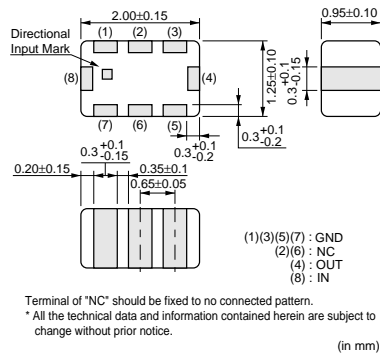 2.00±0.15
0.95±0.10
Directional
Input Mark
(1) (2) (3)
(8)
(4)
(7) (6) (5)
1.25±0.10
0.3+0.1-0.15
0.3+0.1-0.2
0.3+0.1-0.2
0.3+0.1-0.15
0.20±0.15
0.35±0.1
0.65±0.05
(1)(3)(5)(7) : GND
(2)(6) : NC
(4) : OUT
(8) : IN
Terminal of "NC" should be fixed to no connected pattern.
* All the technical data and information contained herein are subject to
change without prior notice.
(in mm)